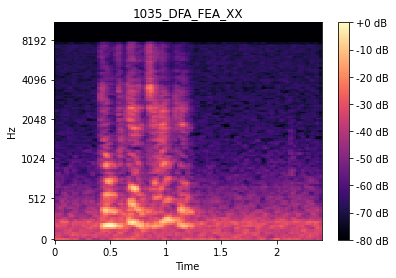 1035_DFA_FEA_XX
+0 dB
8192
-10 dB
4096
-20 dB
-30 dB
2048
Hz
-40 dB
1024
-50 dB
512
-60 dB
-70 dB
0
-80 dB
0
0.5
1
1.5
2
Time